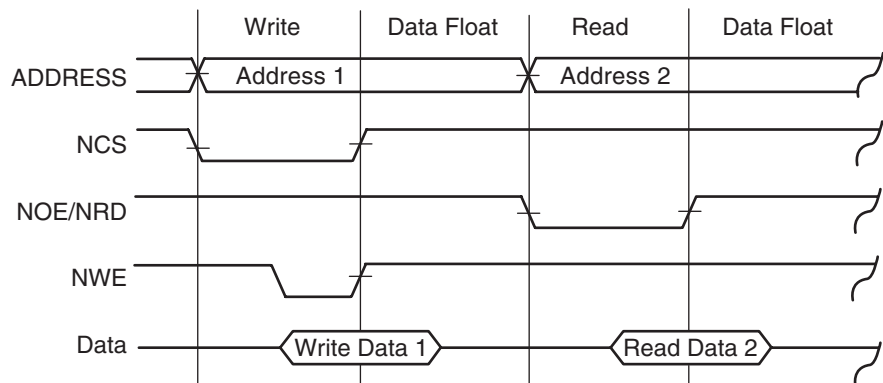 Write Data Float Read Data Float
ADDRESS Address 1 Address 2
NCS
NOE/NRD
NWE
Data Write Data 1 Read Data 2